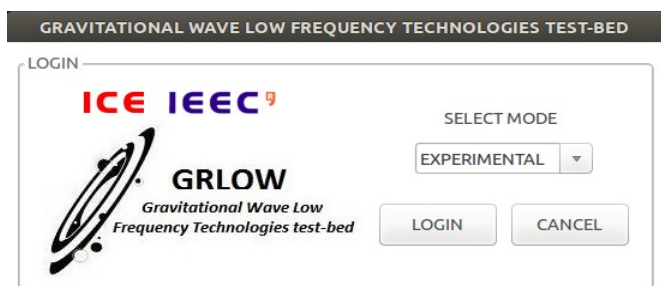 GRAVITATIONAL WAVE LOW FREQUENCY TECHNOLOGIES TEST-BED
LOGIN
ICE IEEC
GRLOW
Gravitational Wave Low
Frequency Technologies test-bed
SELECT MODE
EXPERIMENTAL
LOGIN
CANCEL